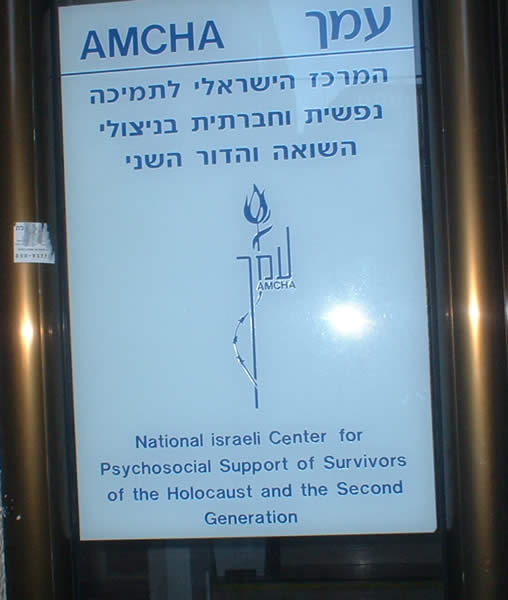 AMCHA עמך
המרכז הישראלי לתמיכה
נפשית וחברתית בניצולי
השואה והדור השני
עמך
AMCHA
National israeli Center for
Psychosocial Support of Survivors
of the Holocaust and the Second
Generation